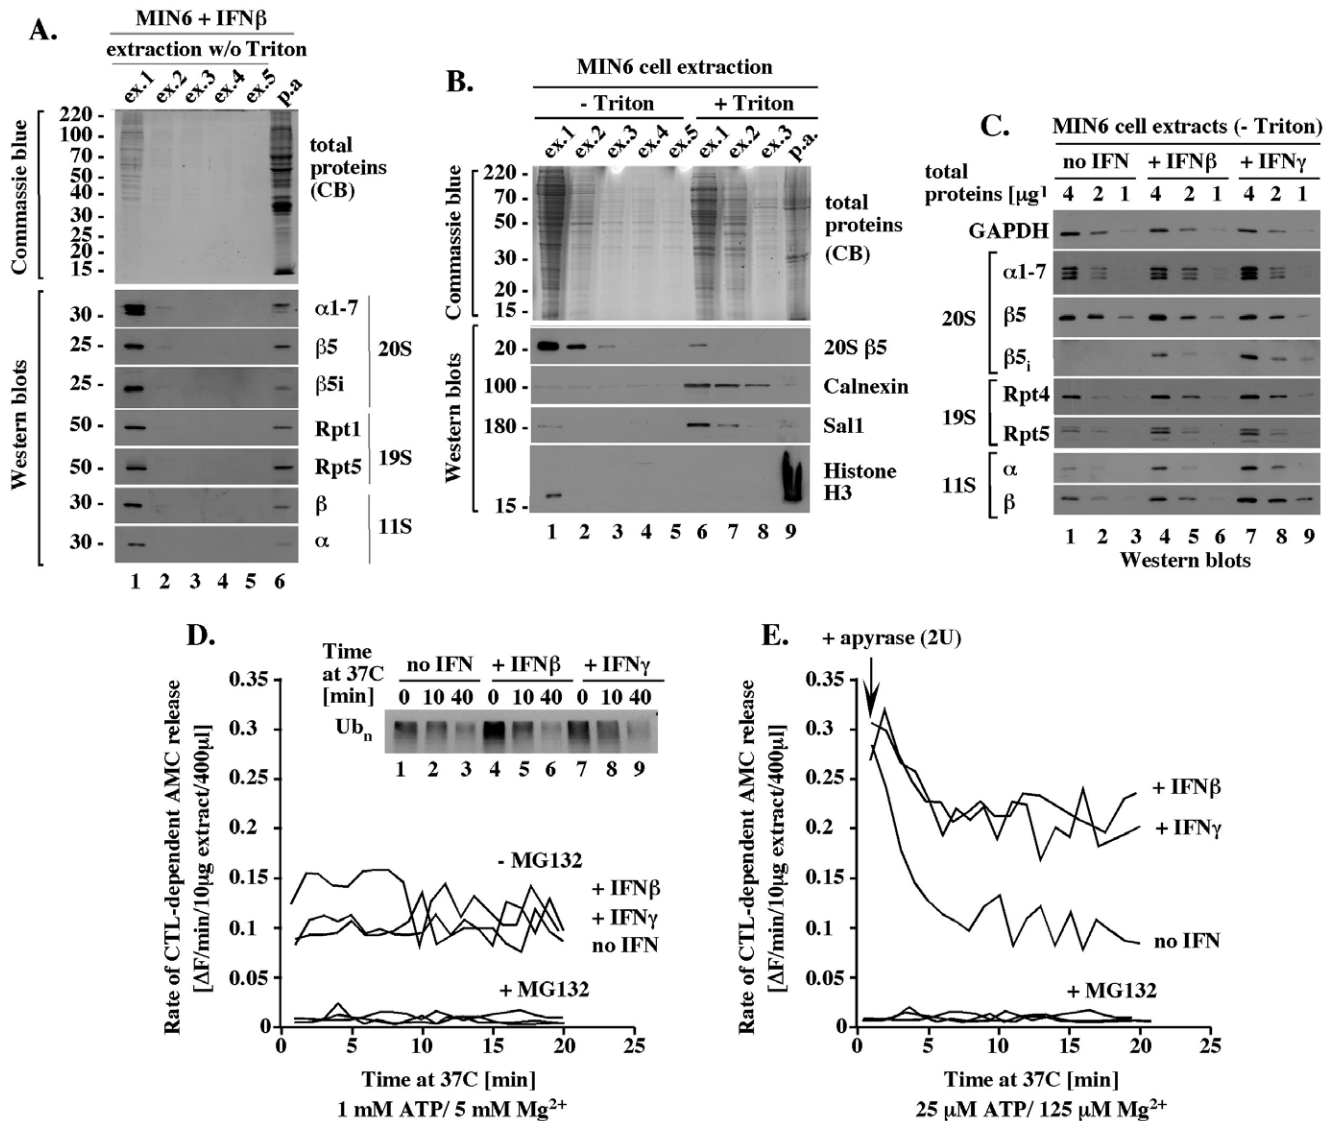 A.
MIN6 + IFNβ
extraction w/o Triton
ex.1 ex.2 ex.3 ex.4 ex.5 p.a
Commassie blue
220 -
100 -
70 -
50 -
40 -
30 -
25 -
20 -
15 -
total
proteins
(CB)
Western blots
30 - α1-7
25 - β5
25 - β5i
20S
50 - Rpt1
50 - Rpt5
19S
30 - β
30 - α
11S
1 2 3 4 5 6
B.
MIN6 cell extraction
- Triton + Triton
ex.1 ex.2 ex.3 ex.4 ex.5 ex.1 ex.2 ex.3 p.a.
Commassie blue
220 -
70 -
50 -
30 -
20 -
15 -
total
proteins
(CB)
Western blots
20 - 20S β5
100 - Calnexin
180 - Sal1
Histone
H3
15 -
1 2 3 4 5 6 7 8 9
C.
MIN6 cell extracts (- Triton)
total
proteins [μg]
no IFN + IFNβ + IFNγ
4 2 1 4 2 1 4 2 1
GAPDH
α1-7
20S β5
β5i
Rpt4
19S
Rpt5
α
11S
β
1 2 3 4 5 6 7 8 9
Western blots
D.
Time
at 37C
[min]
no IFN + IFNβ + IFNγ
0 10 40 0 10 40 0 10 40
Ubn
1 2 3 4 5 6 7 8 9
Rate of CTL-dependent AMC release
[ΔF/min/10μg extract/400μl]
0.35
0.3
0.25
0.2
0.15
0.1
0.05
0
- MG132
+ IFNβ
+ IFNγ
no IFN
+ MG132
0 5 10 15 20 25
Time at 37C [min]
1 mM ATP/ 5 mM Mg2+
E.
+ apyrase (2U)
Rate of CTL-dependent AMC release
[ΔF/min/10μg extract/400μl]
0.35
0.3
0.25
0.2
0.15
0.1
0.05
0
+ IFNβ
+ IFNγ
no IFN
+ MG132
0 5 10 15 20 25
Time at 37C [min]
25 μM ATP/ 125 μM Mg2+